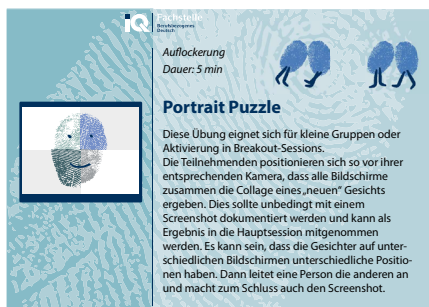 iQ Fachstelle
Berufsbezogenes
Deutsch
Auflockerung
Dauer: 5 min
Portrait Puzzle
Diese Übung eignet sich für kleine Gruppen oder
Aktivierung in Breakout-Sessions.
Die Teilnehmenden positionieren sich so vor ihrer
entsprechenden Kamera, dass alle Bildschirme
zusammen die Collage eines „neuen“ Gesichts
ergeben. Dies sollte unbedingt mit einem
Screenshot dokumentiert werden und kann als
Ergebnis in die Hauptsession mitgenommen
werden. Es kann sein, dass die Gesichter auf unter-
schiedlichen Bildschirmen unterschiedliche Positio-
nen haben. Dann leitet eine Person die anderen an
und macht zum Schluss auch den Screenshot.